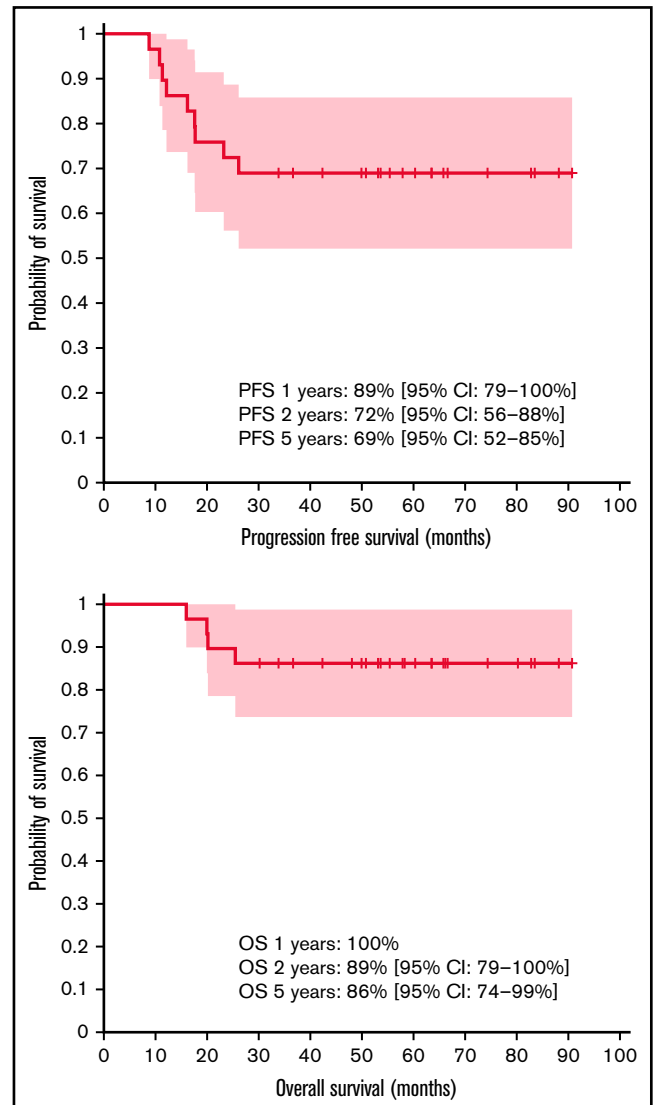 Probability of survival
1
0.9
0.8
0.7
0.6
0.5
0.4
0.3
0.2
0.1
0
PFS 1 years: 89% [95% CI: 79–100%]
PFS 2 years: 72% [95% CI: 56–88%]
PFS 5 years: 69% [95% CI: 52–85%]
0 10 20 30 40 50 60 70 80 90 100
Progression free survival (months)
Probability of survival
1
0.9
0.8
0.7
0.6
0.5
0.4
0.3
0.2
0.1
0
OS 1 years: 100%
OS 2 years: 89% [95% CI: 79–100%]
OS 5 years: 86% [95% CI: 74–99%]
0 10 20 30 40 50 60 70 80 90 100
Overall survival (months)